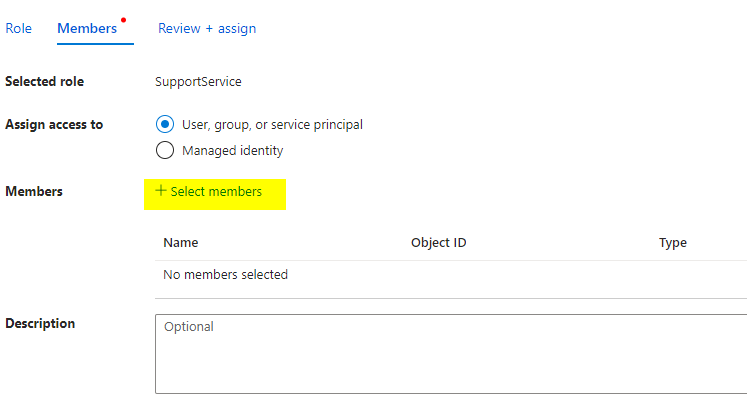 Role Members Review + assign
Selected role SupportService
Assign access to User, group, or service principal
Managed identity
Members + Select members
Name Object ID Type
No members selected
Description Optional